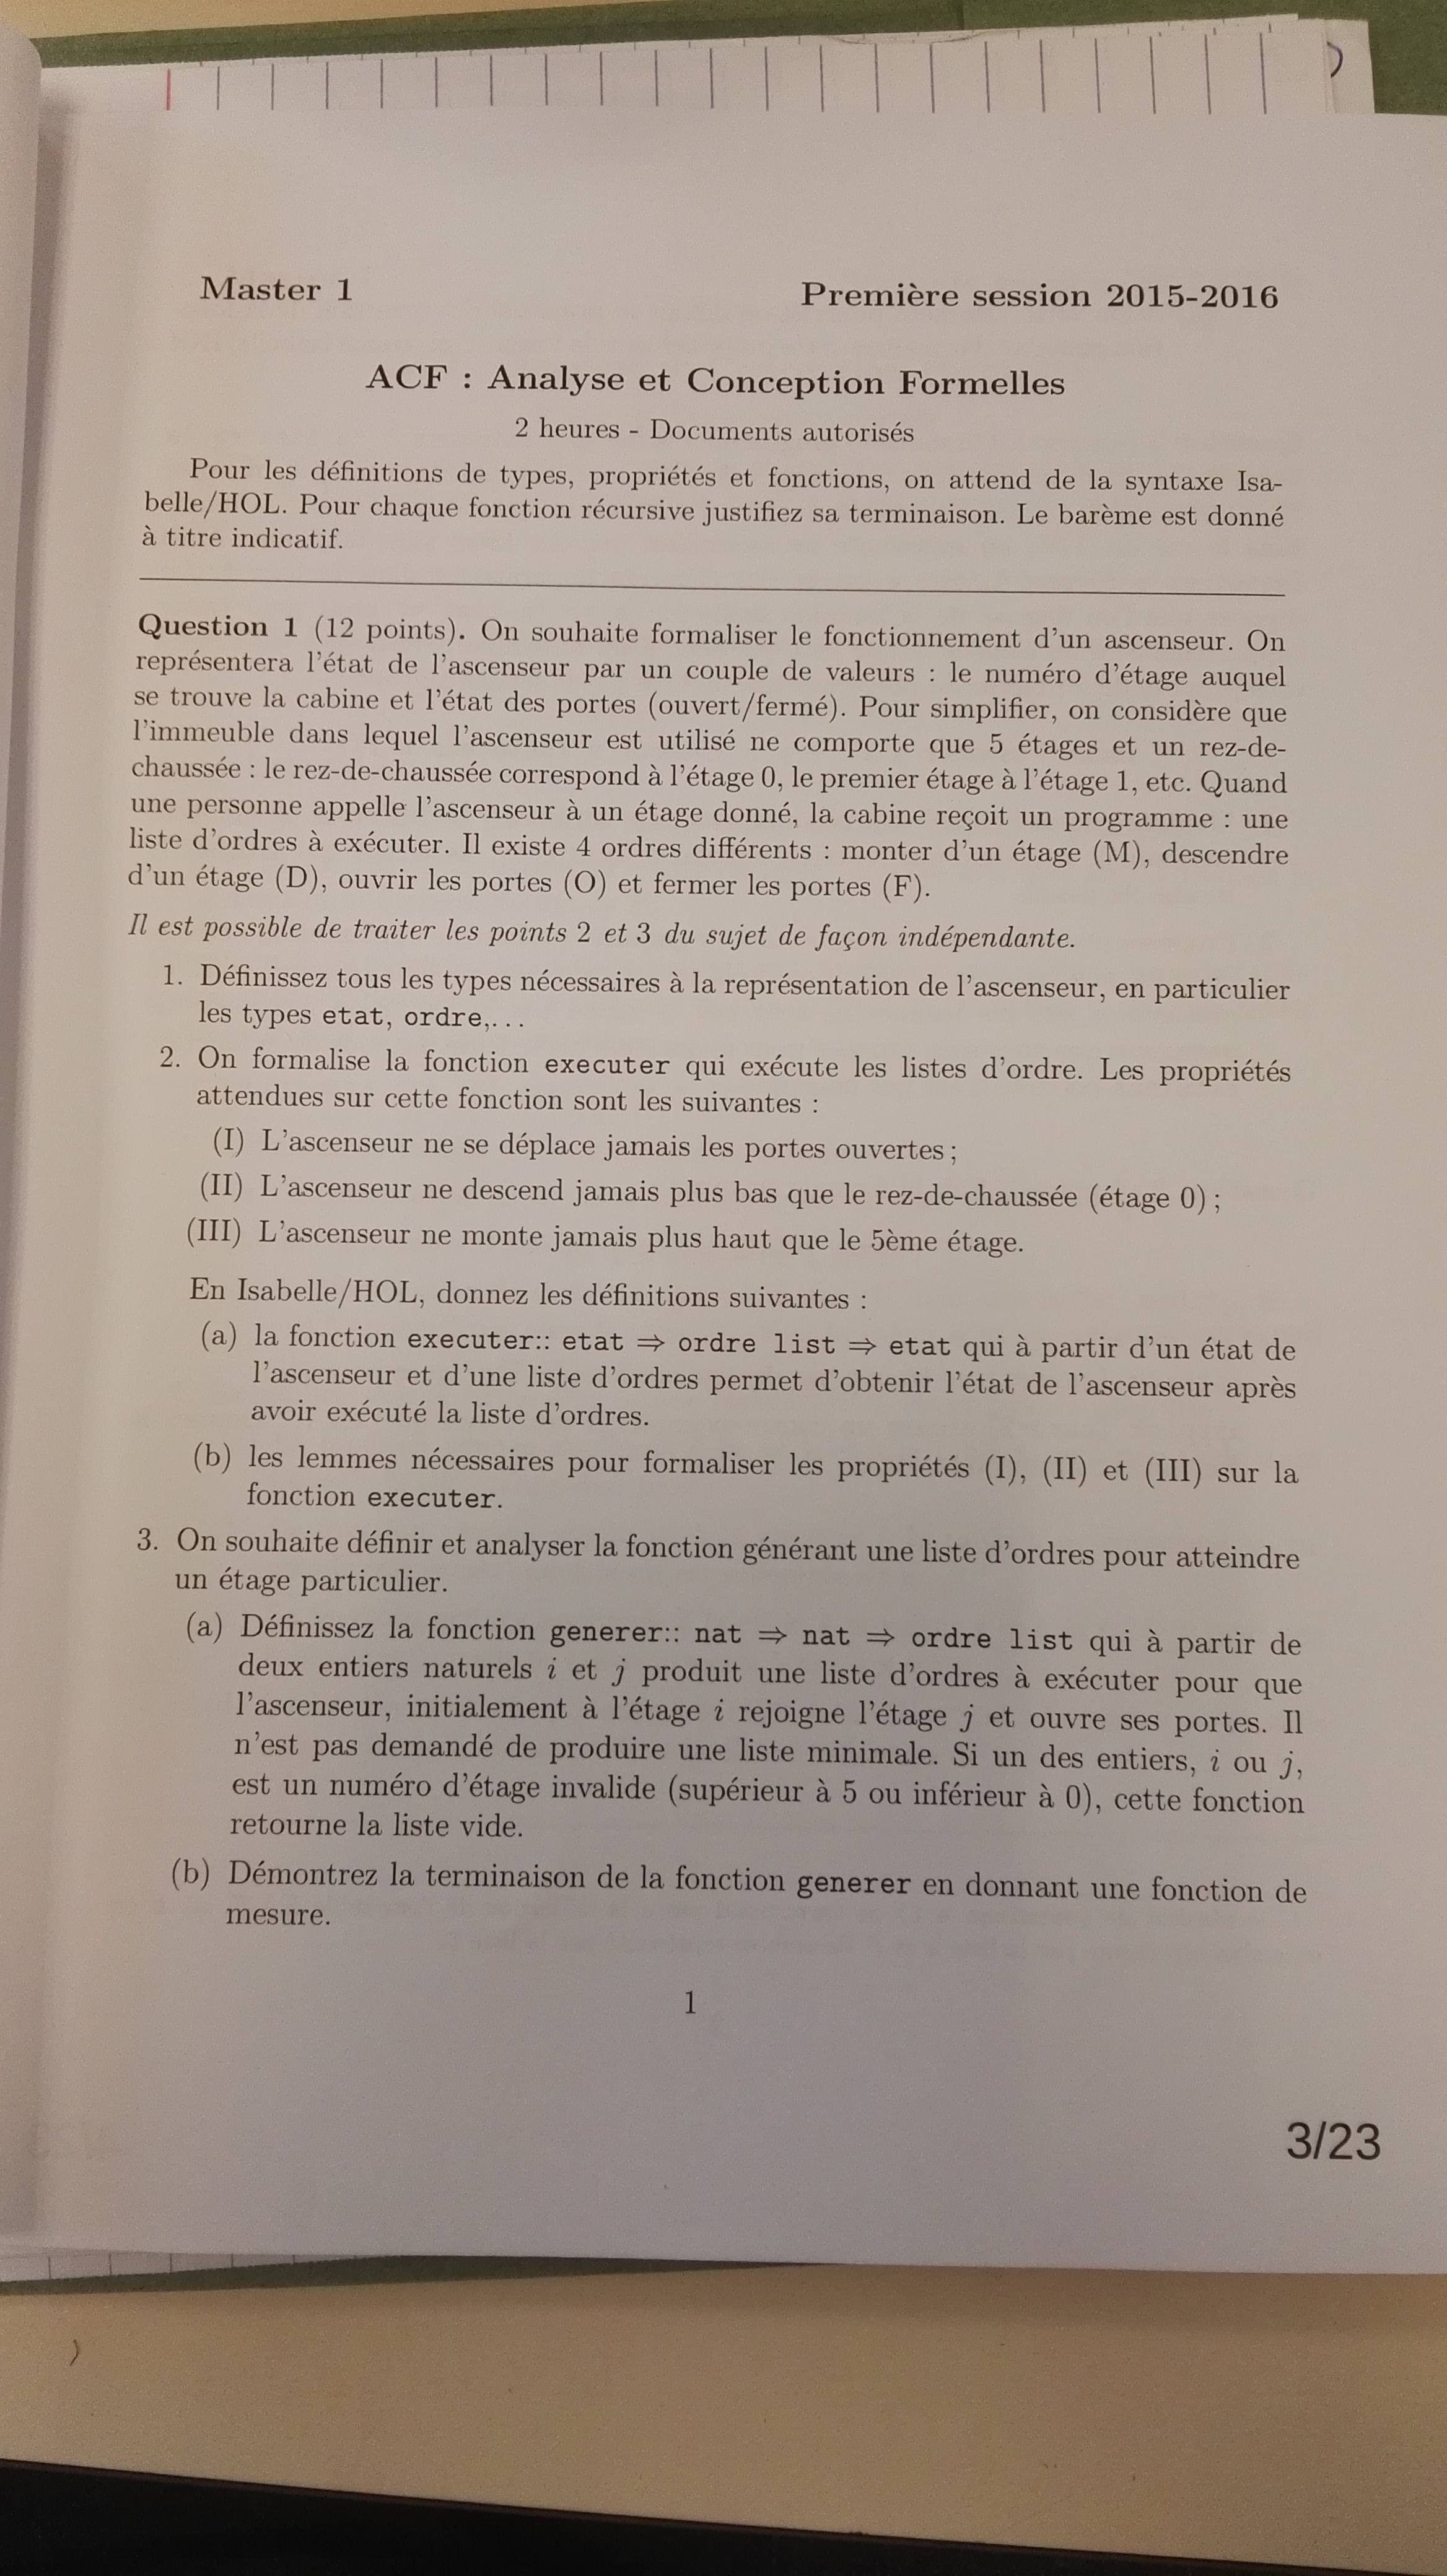 Master 1
Première session 2015-2016
ACF : Analyse et Conception Formelles
2 heures - Documents autorisés
Pour les définitions de types, propriétés et fonctions, on attend de la syntaxe Isa-
belle/HOL. Pour chaque fonction récursive justifiez sa terminaison. Le barème est donné
à titre indicatif.
Question 1 (12 points). On souhaite formaliser le fonctionnement d'un ascenseur. On
représentera l'état de l'ascenseur par un couple de valeurs : le numéro d'étage auquel
se trouve la cabine et l'état des portes (ouvert/fermé). Pour simplifier, on considère que
l'immeuble dans lequel l'ascenseur est utilisé ne comporte que 5 étages et un rez-de-
chaussée : le rez-de-chaussée correspond à l'étage 0, le premier étage à l'étage 1, etc. Quand
une personne appelle l'ascenseur à un étage donné, la cabine reçoit un programme : une
liste d'ordres à exécuter. Il existe 4 ordres différents : monter d'un étage (M), descendre
d'un étage (D), ouvrir les portes (O) et fermer les portes (F).
Il est possible de traiter les points 2 et 3 du sujet de façon indépendante.
1. Définissez tous les types nécessaires à la représentation de l'ascenseur, en particulier
les types etat, ordre,...
2. On formalise la fonction executer qui exécute les listes d'ordre. Les propriétés
attendues sur cette fonction sont les suivantes :
(I) L'ascenseur ne se déplace jamais les portes ouvertes ;
(II) L'ascenseur ne descend jamais plus bas que le rez-de-chaussée (étage 0) ;
(III) L'ascenseur ne monte jamais plus haut que le 5ème étage.
En Isabelle/HOL, donnez les définitions suivantes :
(a) la fonction executer:: etat ⇒ ordre list ⇒ etat qui à partir d'un état de
l'ascenseur et d'une liste d'ordres permet d'obtenir l'état de l'ascenseur après
avoir exécuté la liste d'ordres.
(b) les lemmes nécessaires pour formaliser les propriétés (I), (II) et (III) sur la
fonction executer.
3. On souhaite définir et analyser la fonction générant une liste d'ordres pour atteindre
un étage particulier.
(a) Définissez la fonction generer:: nat ⇒ nat ⇒ ordre list qui à partir de
deux entiers naturels i et j produit une liste d'ordres à exécuter pour que
l'ascenseur, initialement à l'étage i rejoigne l'étage j et ouvre ses portes. Il
n'est pas demandé de produire une liste minimale. Si un des entiers, i ou j,
est un numéro d'étage invalide (supérieur à 5 ou inférieur à 0), cette fonction
retourne la liste vide.
(b) Démontrez la terminaison de la fonction generer en donnant une fonction de
mesure.
1
3/23